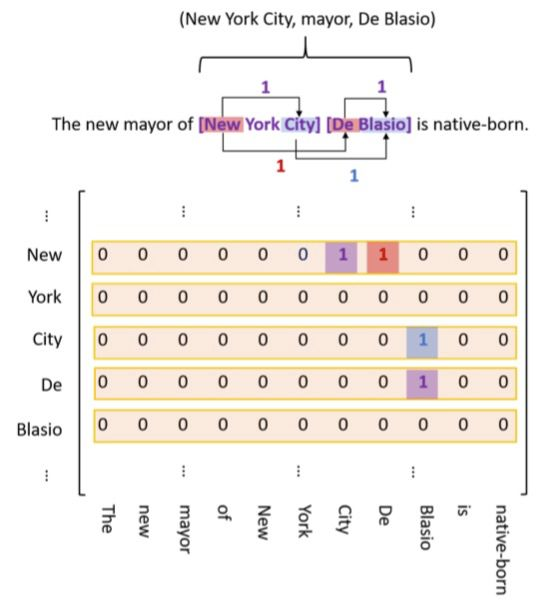 (New York City, mayor, De Blasio)
1 1
The new mayor of [New York City] [De Blasio] is native-born.
1
1
... ... ... ...
New 0 0 0 0 0 0 1 1 0 0 0
York 0 0 0 0 0 0 0 0 0 0 0
City 0 0 0 0 0 0 0 0 1 0 0
De 0 0 0 0 0 0 0 0 1 0 0
Blasio 0 0 0 0 0 0 0 0 0 0 0
... ... ... ...
The new mayor of New York City De Blasio is native-born